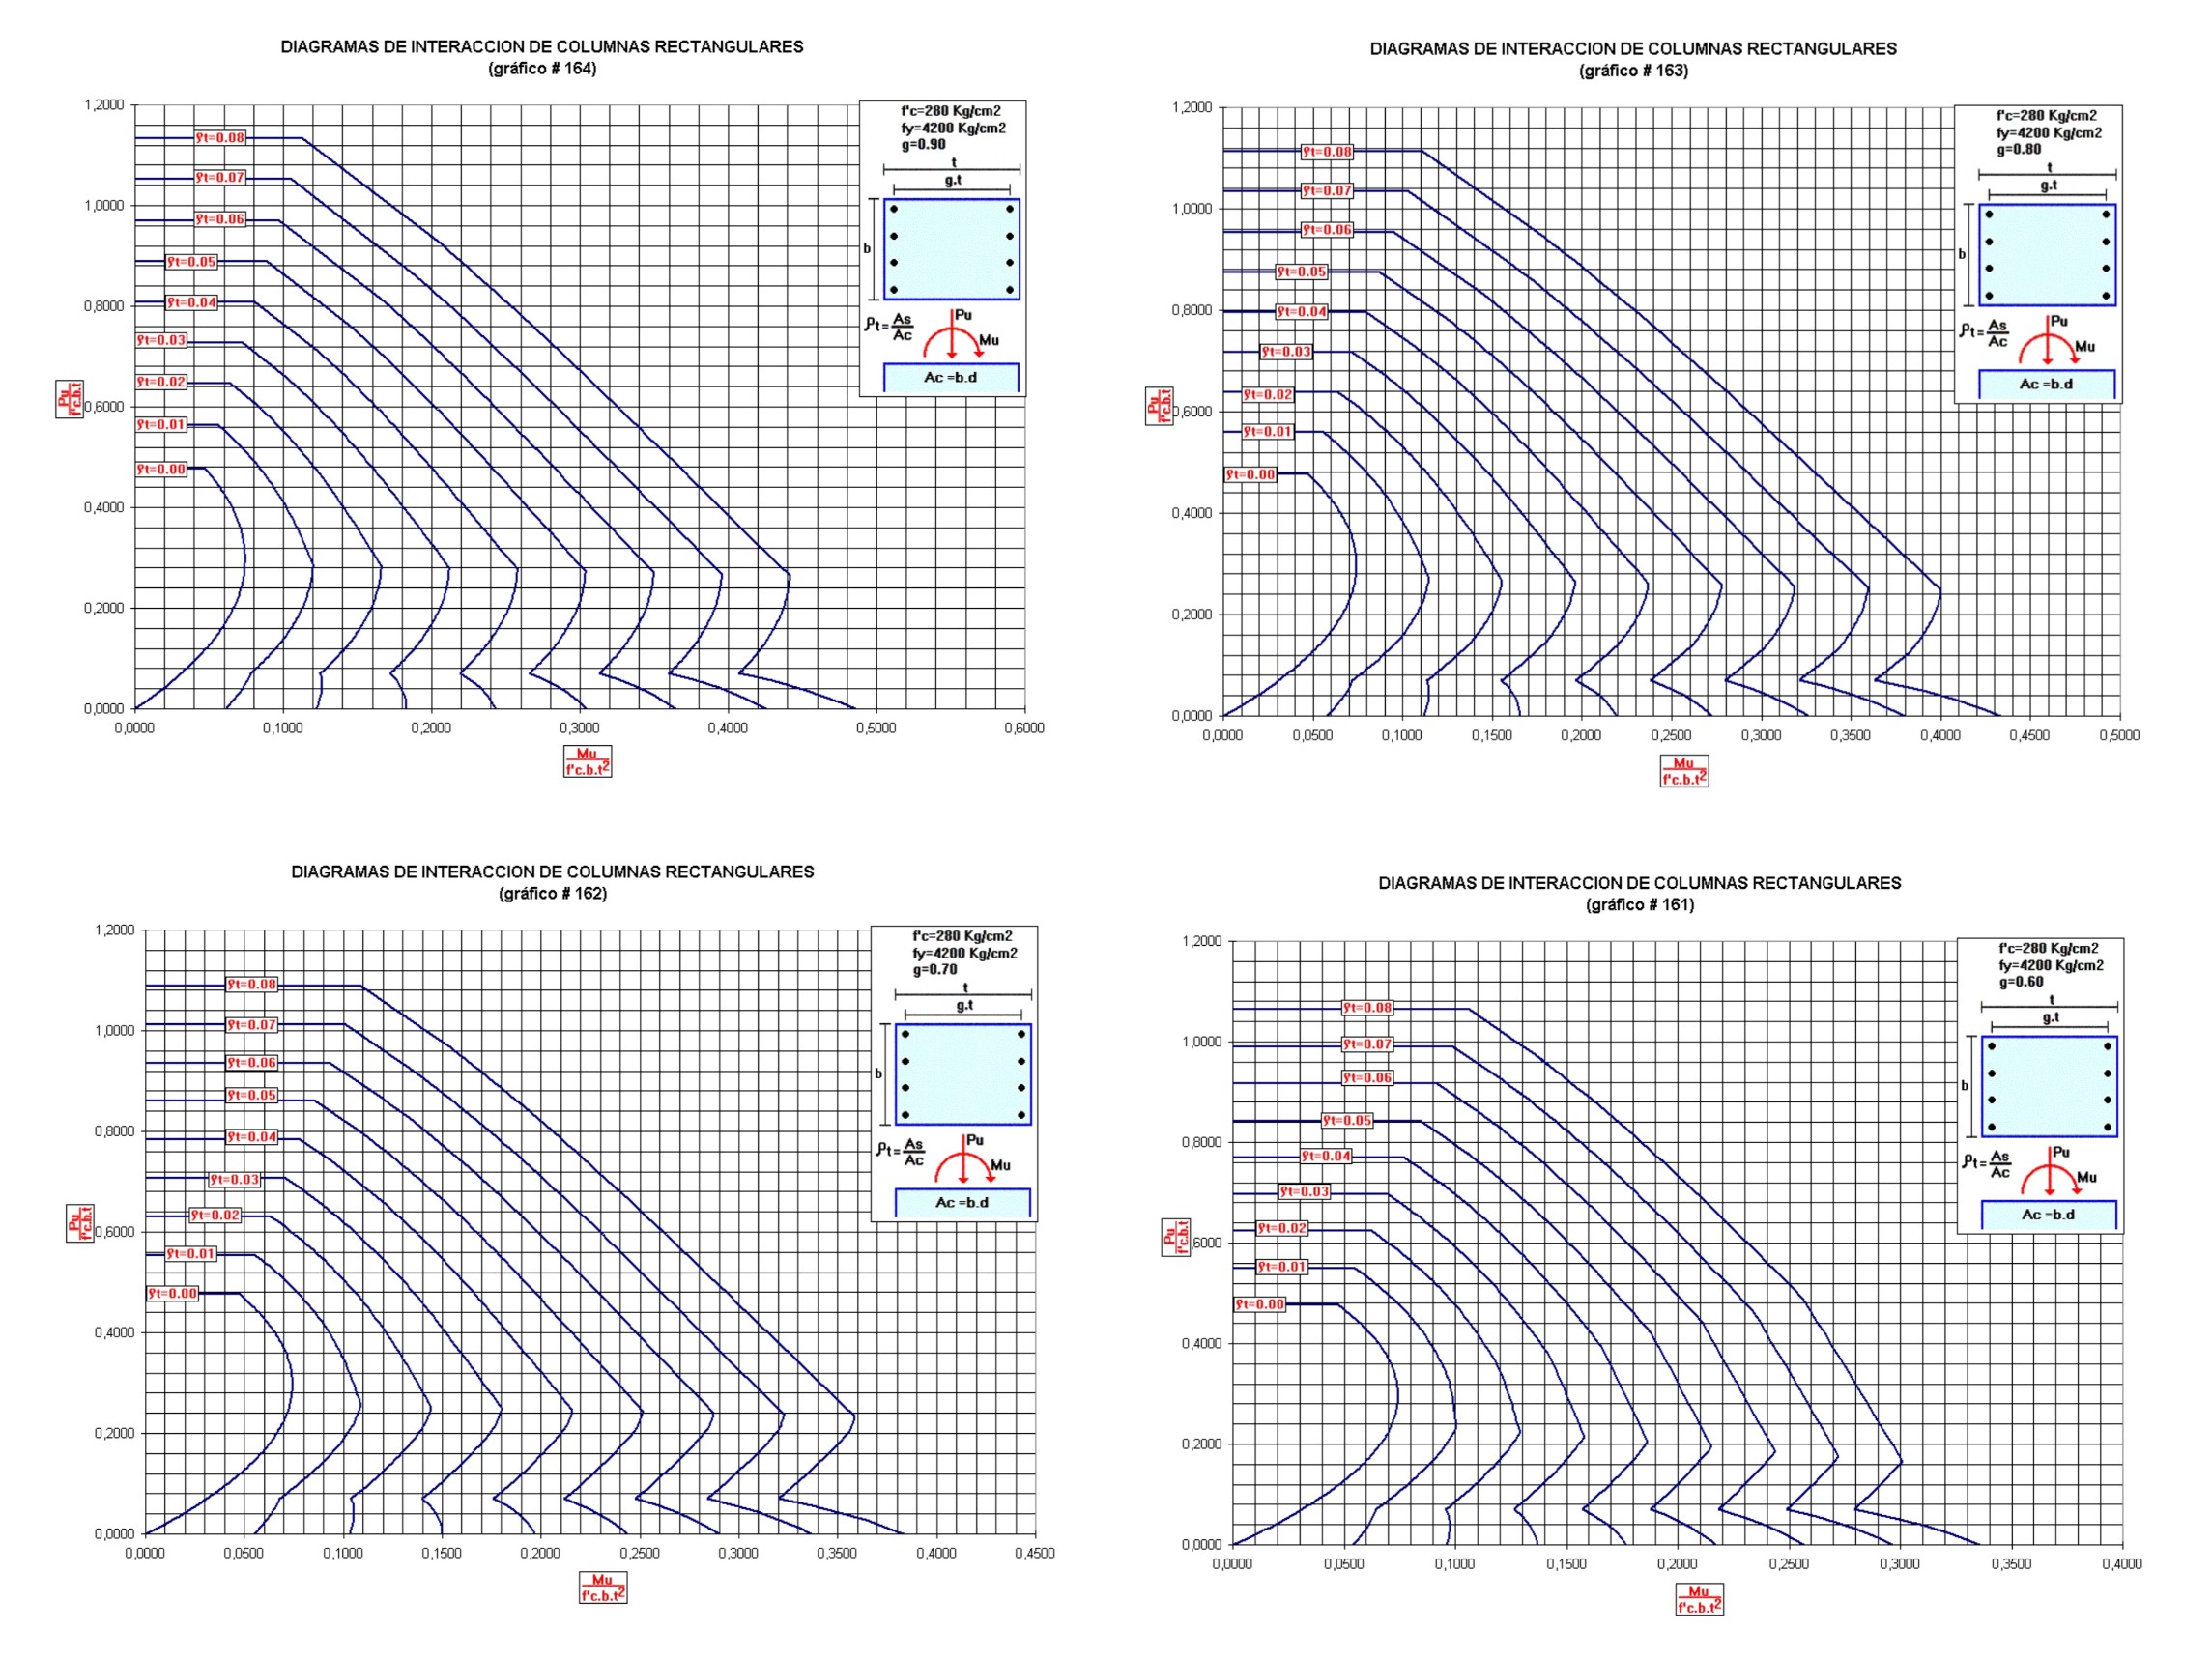 DIAGRAMAS DE INTERACCION DE COLUMNAS RECTANGULARES
(gráfico # 164)
f'c=280 Kg/cm2
fy=4200 Kg/cm2
g=0.90
t
g.t
b
ρt=As/Ac
Pu
Mu
Ac =b.d
1,2000
1,0000
0,8000
0,6000
0,4000
0,2000
0,0000
ρt=0.08
ρt=0.07
ρt=0.06
ρt=0.05
ρt=0.04
ρt=0.03
ρt=0.02
ρt=0.01
ρt=0.00
Pu
f'c.b.t
0,0000 0,1000 0,2000 0,3000 0,4000 0,5000 0,6000
Mu
f'c.b.t2
DIAGRAMAS DE INTERACCION DE COLUMNAS RECTANGULARES
(gráfico # 163)
f'c=280 Kg/cm2
fy=4200 Kg/cm2
g=0.80
t
g.t
b
ρt=As/Ac
Pu
Mu
Ac =b.d
1,2000
1,0000
0,8000
0,6000
0,4000
0,2000
0,0000
ρt=0.08
ρt=0.07
ρt=0.06
ρt=0.05
ρt=0.04
ρt=0.03
ρt=0.02
ρt=0.01
ρt=0.00
Pu
f'c.b.t
0,0000 0,0500 0,1000 0,1500 0,2000 0,2500 0,3000 0,3500 0,4000 0,4500 0,5000
Mu
f'c.b.t2
DIAGRAMAS DE INTERACCION DE COLUMNAS RECTANGULARES
(gráfico # 162)
f'c=280 Kg/cm2
fy=4200 Kg/cm2
g=0.70
t
g.t
b
ρt=As/Ac
Pu
Mu
Ac =b.d
1,2000
1,0000
0,8000
0,6000
0,4000
0,2000
0,0000
ρt=0.08
ρt=0.07
ρt=0.06
ρt=0.05
ρt=0.04
ρt=0.03
ρt=0.02
ρt=0.01
ρt=0.00
Pu
f'c.b.t
0,0000 0,0500 0,1000 0,1500 0,2000 0,2500 0,3000 0,3500 0,4000 0,4500
Mu
f'c.b.t2
DIAGRAMAS DE INTERACCION DE COLUMNAS RECTANGULARES
(gráfico # 161)
f'c=280 Kg/cm2
fy=4200 Kg/cm2
g=0.60
t
g.t
b
ρt=As/Ac
Pu
Mu
Ac =b.d
1,2000
1,0000
0,8000
,6000
0,4000
0,2000
0,0000
ρt=0.08
ρt=0.07
ρt=0.06
ρt=0.05
ρt=0.04
ρt=0.03
ρt=0.02
ρt=0.01
ρt=0.00
Pu
f'c.b.t
0,0000 0,0500 0,1000 0,1500 0,2000 0,2500 0,3000 0,3500 0,4000
Mu
f'c.b.t2